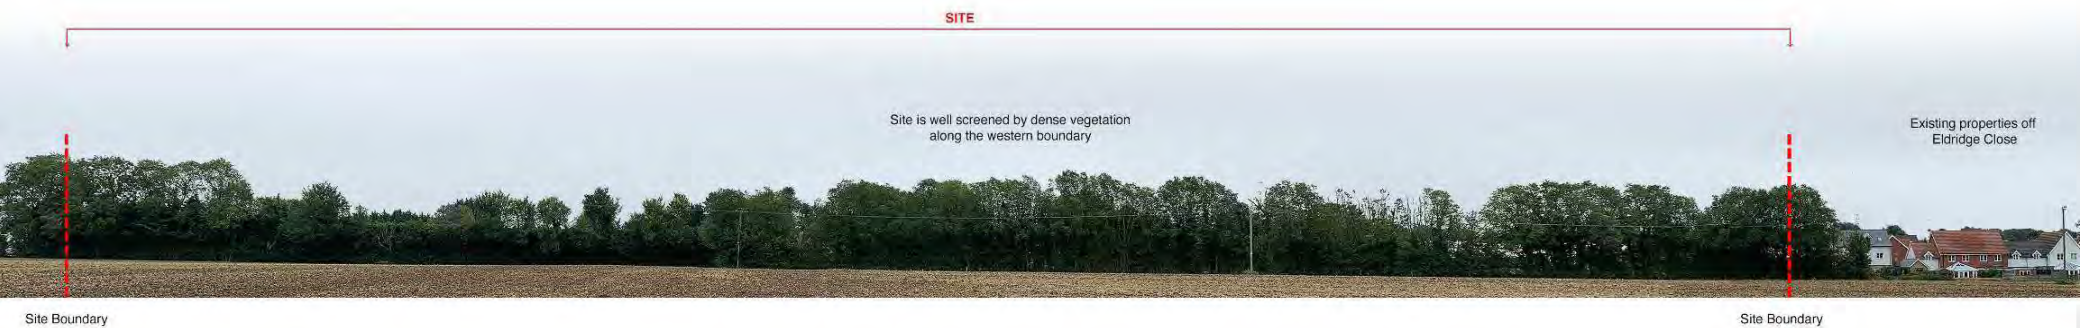 SITE
Site is well screened by dense vegetation
along the western boundary
Existing properties off
Eldridge Close
Site Boundary
Site Boundary